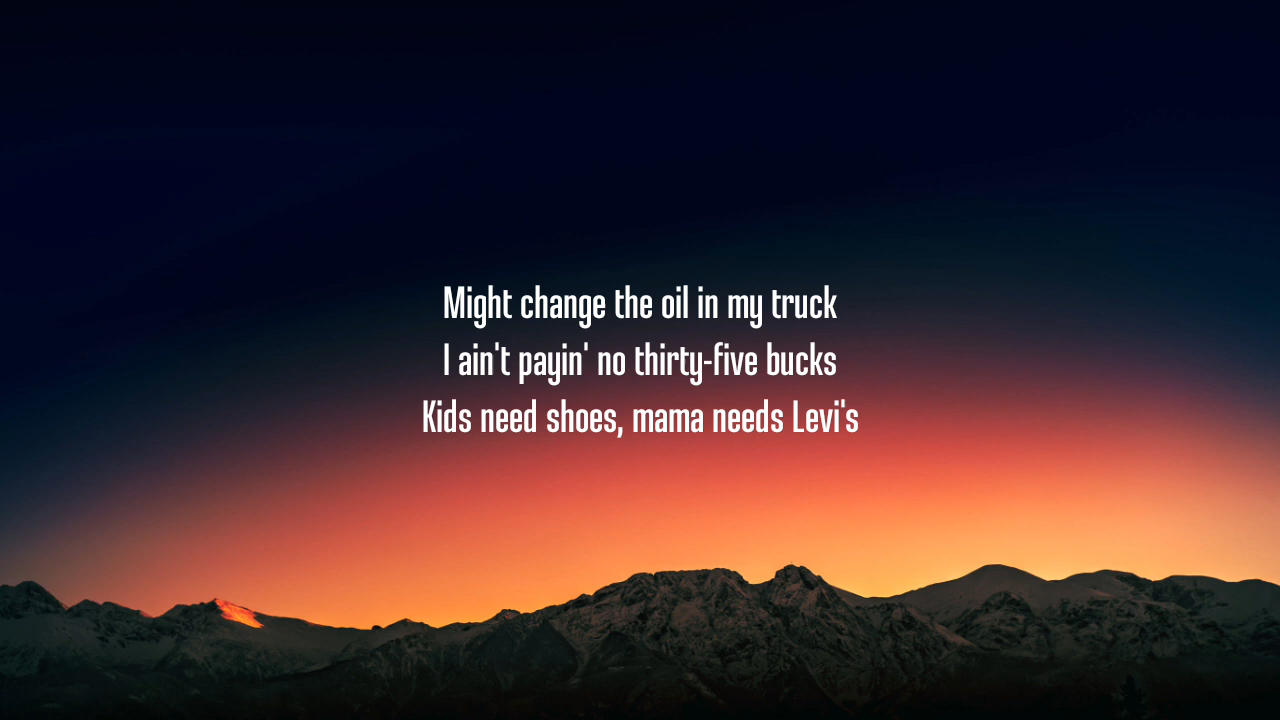 Might change the oil in my truck
I ain't payin' no thirty-five bucks
Kids need shoes, mama needs Levi's